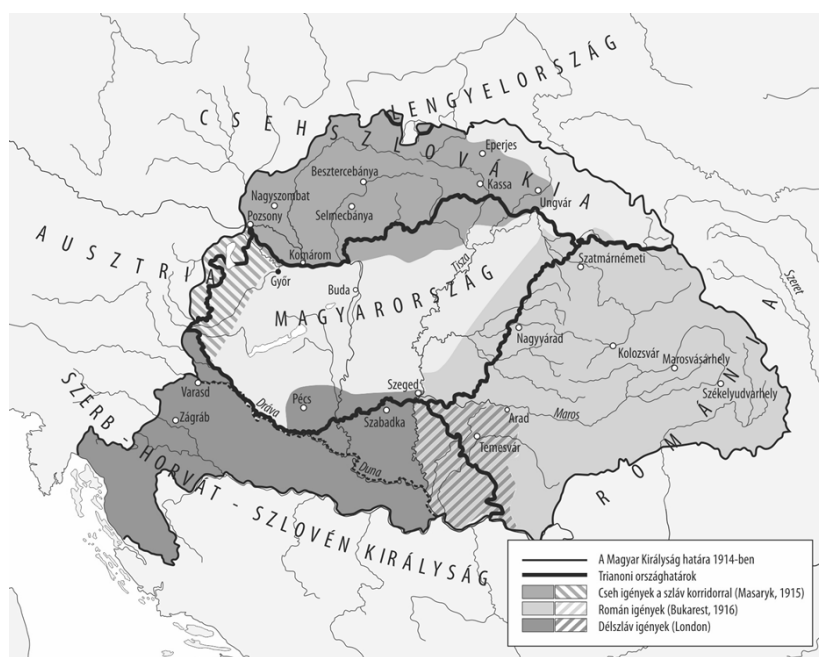 LENGYELORSZÁG
CSEHSZLOVÁKIA
Eperjes
Besztercebánya
Kassa
Nagyszombat
Ungvár
Selmecbánya
Pozsony
AUSZTRIA
Komárom
Tisza
Szatmárnémeti
Szeret
Győr
Buda
MAGYARORSZÁG
Nagyvárad
Kolozsvár
Marosvásárhely
Székelyudvarhely
Szeged
Varasd
Pécs
Arad
Maros
Dráva
Szabadka
Zágráb
Temesvár
ROMÁNIA
Duna
SZERB - HORVÁT - SZLOVÉN KIRÁLYSÁG
A Magyar Királyság határa 1914-ben
Trianoni országhatárok
Cseh igények a szláv korridorral (Masaryk, 1915)
Román igények (Bukarest, 1916)
Délszláv igények (London)